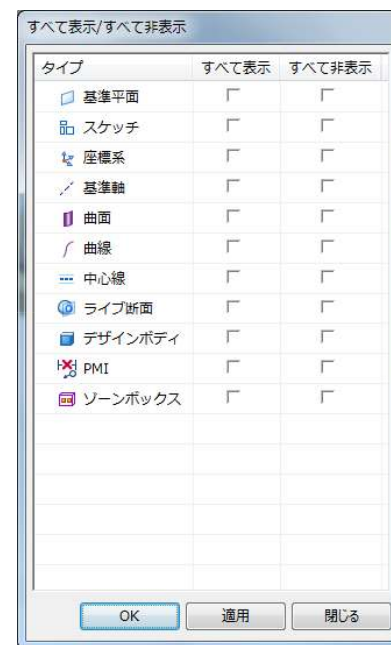 すべて表示/すべて非表示
タイプ すべて表示 すべて非表示
基準平面
スケッチ
座標系
基準軸
曲面
曲線
中心線
ライブ断面
デザインボディ
PMI
ゾーンボックス
OK 適用 閉じる